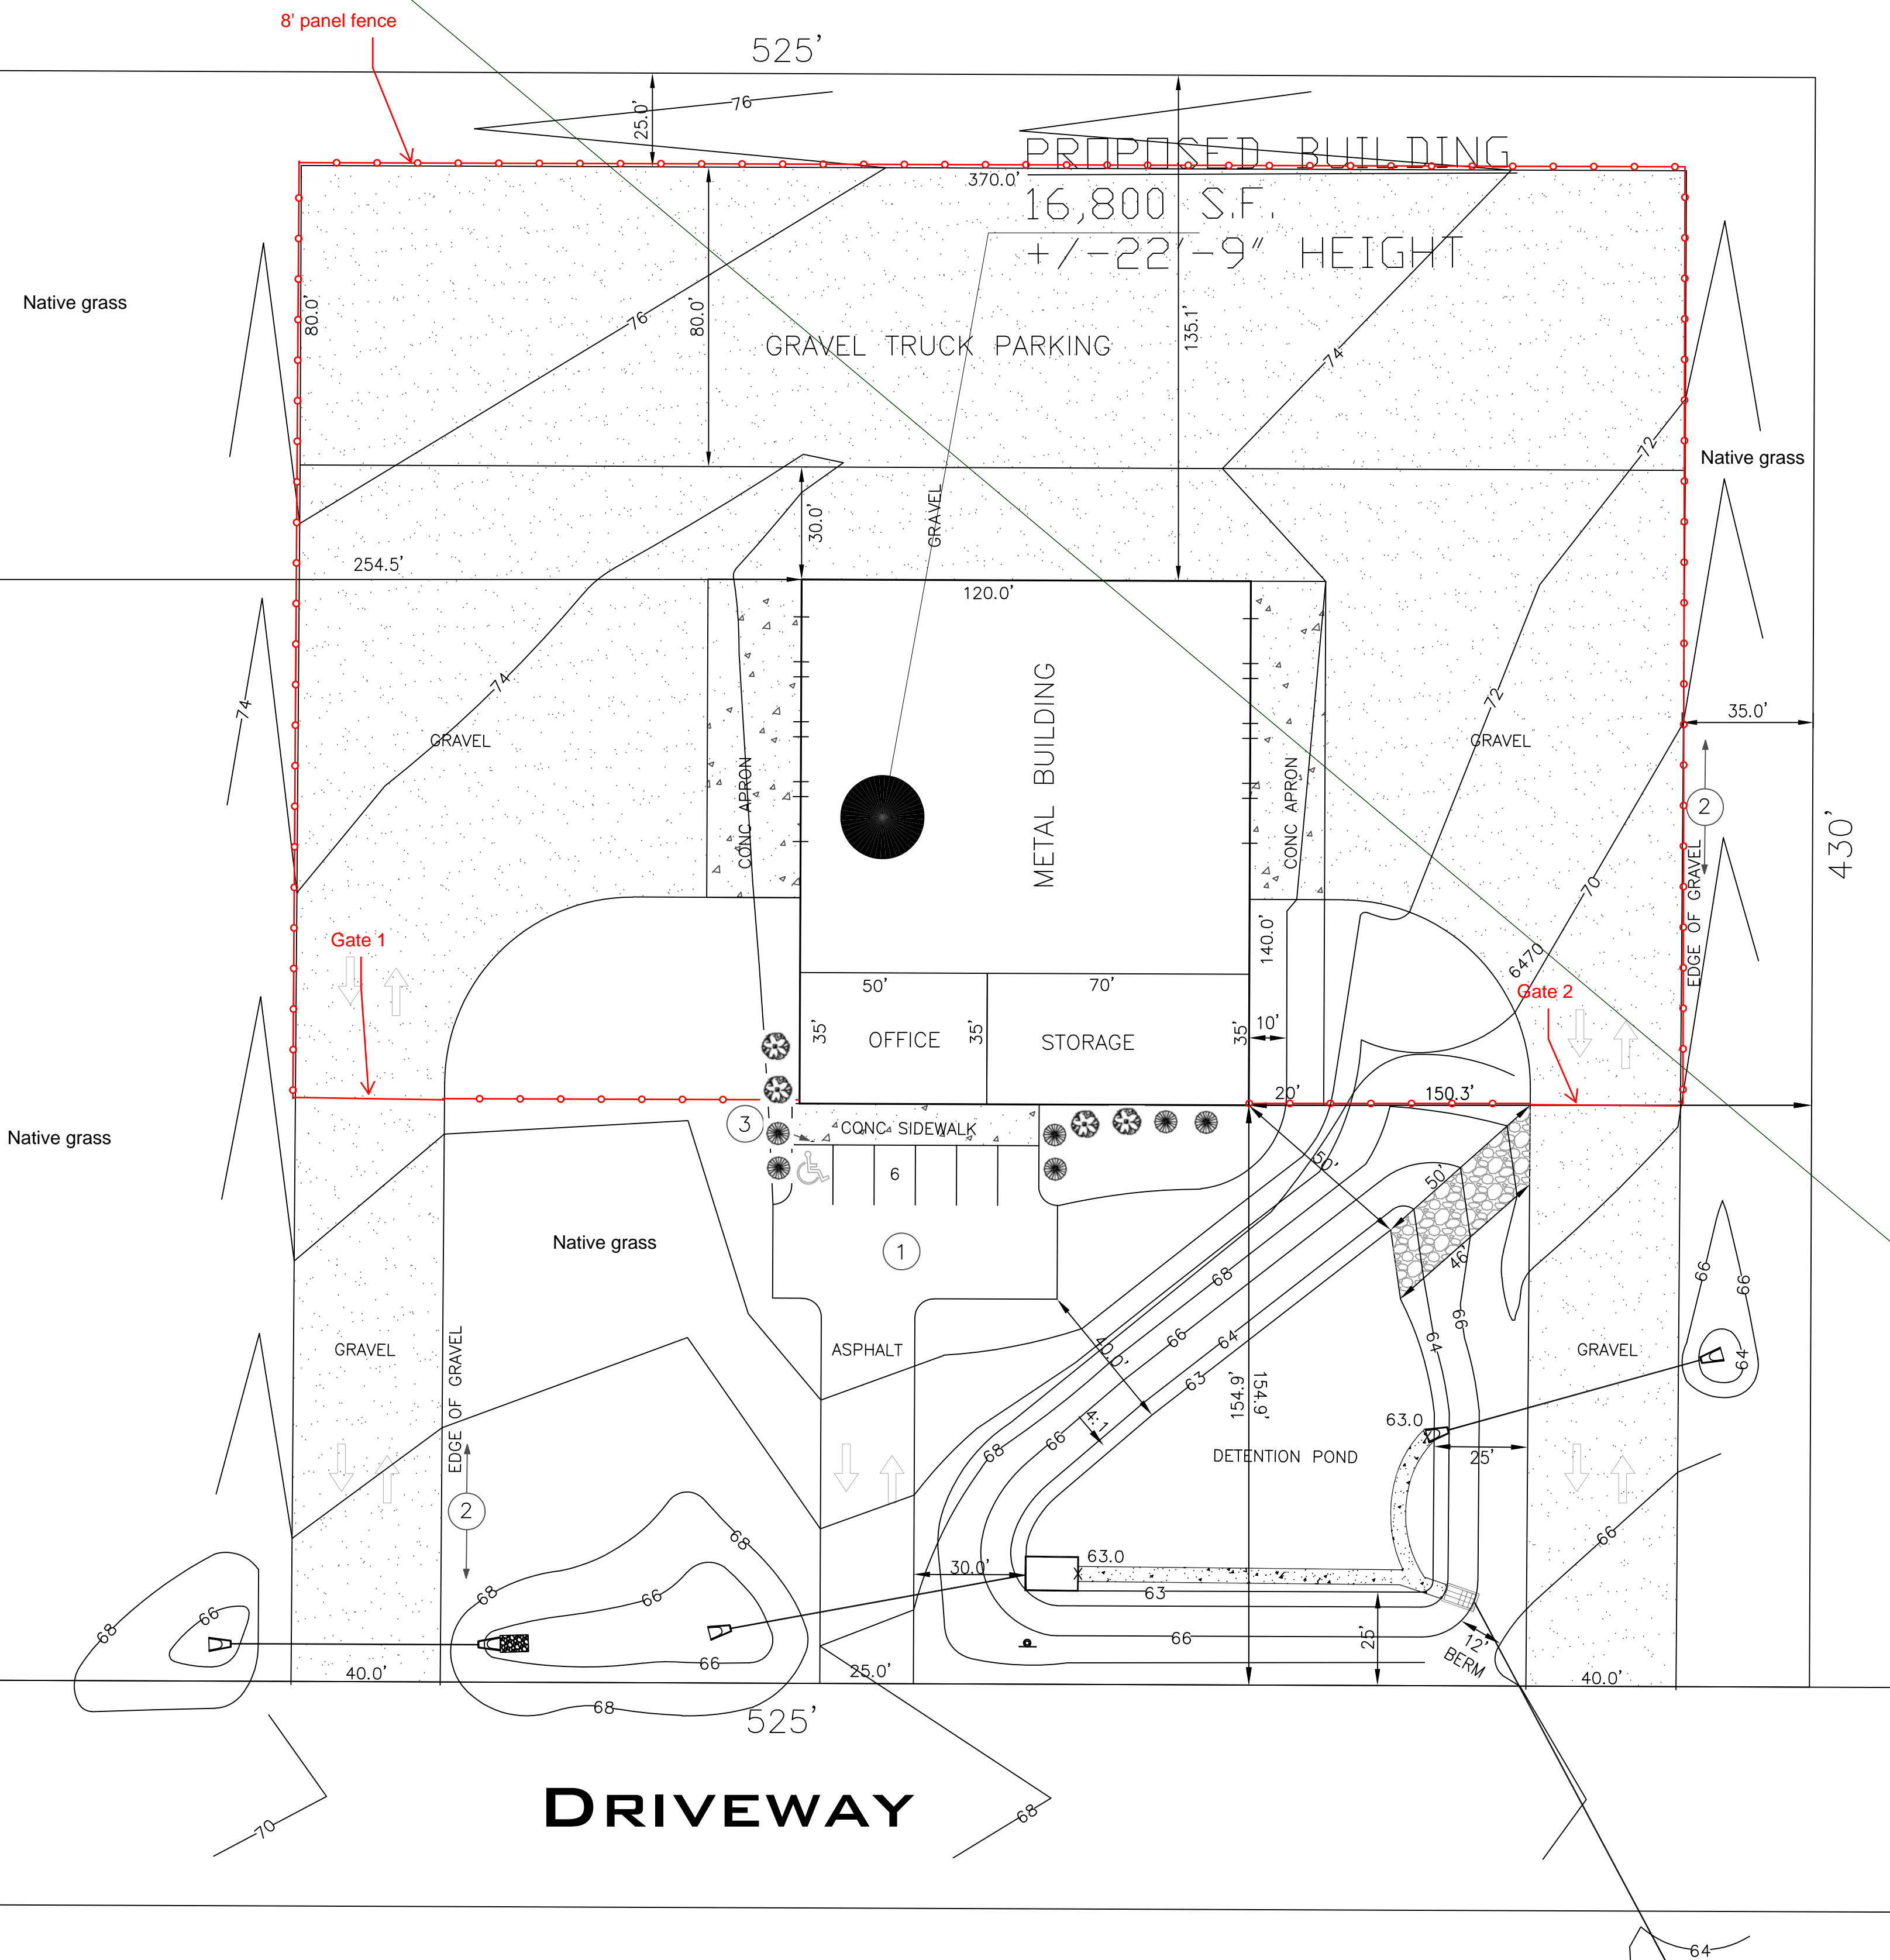 8' panel fence
525'
76
25.0'
PROPOSED BUILDING
370.0'
16,800 S.F.
+/-22'-9" HEIGHT
Native grass
80.0'
80.0'
76
135.1'
GRAVEL TRUCK PARKING
74
72
Native grass
30.0'
GRAVEL
254.5'
120.0'
74
74
72
35.0'
GRAVEL
GRAVEL
METAL BUILDING
CONC APRON
CONC APRON
2
430'
EDGE OF GRAVEL
70
Gate 1
140.0'
6470
50'
70'
Gate 2
35'
OFFICE
35'
STORAGE
35'
10'
20'
150.3'
Native grass
3
CONC SIDEWALK
6
50'
50'
Native grass
1
46'
68
66
66
66
64
66
64
64
GRAVEL
EDGE OF GRAVEL
ASPHALT
40.0'
63
GRAVEL
154.9'
154.9'
4:1
63.0
66
68
DETENTION POND
25'
2
68
66
63.0
30.0'
68
66
63
68
66
66
66
25'
12'
BERM
40.0'
25.0'
40.0'
68
525'
DRIVEWAY
70
68
64